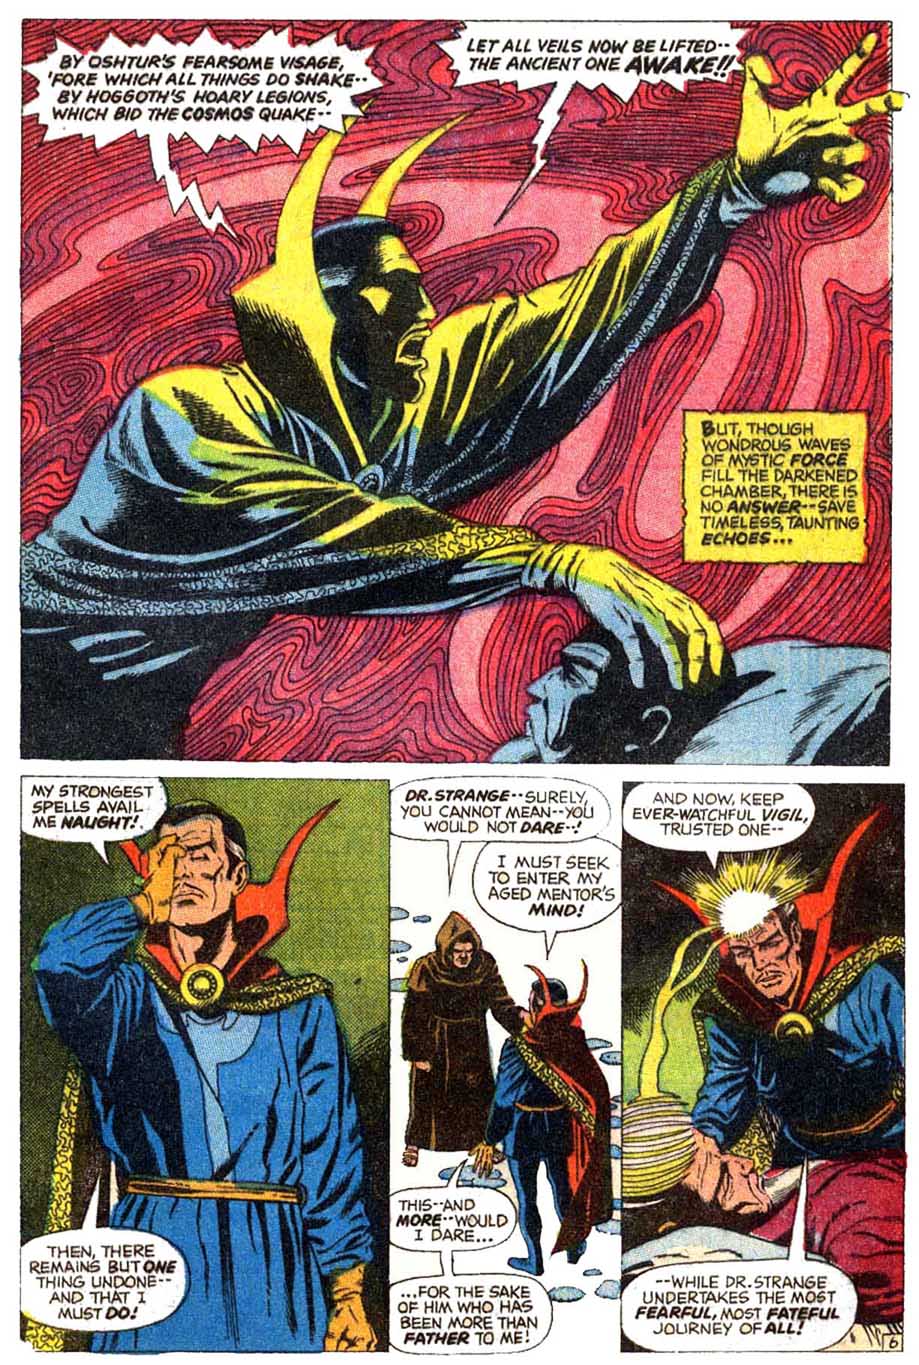 BY OSHTUR'S FEARSOME VISAGE,
'FORE WHICH ALL THINGS DO SHAKE--
BY HOGGOTH'S HOARY LEGIONS,
WHICH BID THE COSMOS QUAKE--
LET ALL VEILS NOW BE LIFTED--
THE ANCIENT ONE AWAKE!!
BUT, THOUGH
WONDROUS WAVES
OF MYSTIC FORCE
FILL THE DARKENED
CHAMBER, THERE IS
NO ANSWER--SAVE
TIMELESS, TAUNTING
ECHOES...
MY STRONGEST
SPELLS AVAIL
ME NAUGHT!
THEN, THERE
REMAINS BUT ONE
THING UNDONE--
AND THAT I
MUST DO!
DR. STRANGE--SURELY,
YOU CANNOT MEAN--YOU
WOULD NOT DARE--!
I MUST SEEK
TO ENTER MY
AGED MENTOR'S
MIND!
THIS--AND
MORE--WOULD
I DARE...
...FOR THE SAKE
OF HIM WHO HAS
BEEN MORE THAN
FATHER TO ME!
AND NOW, KEEP
EVER-WATCHFUL VIGIL,
TRUSTED ONE--
--WHILE DR. STRANGE
UNDERTAKES THE MOST
FEARFUL, MOST FATEFUL
JOURNEY OF ALL!
6